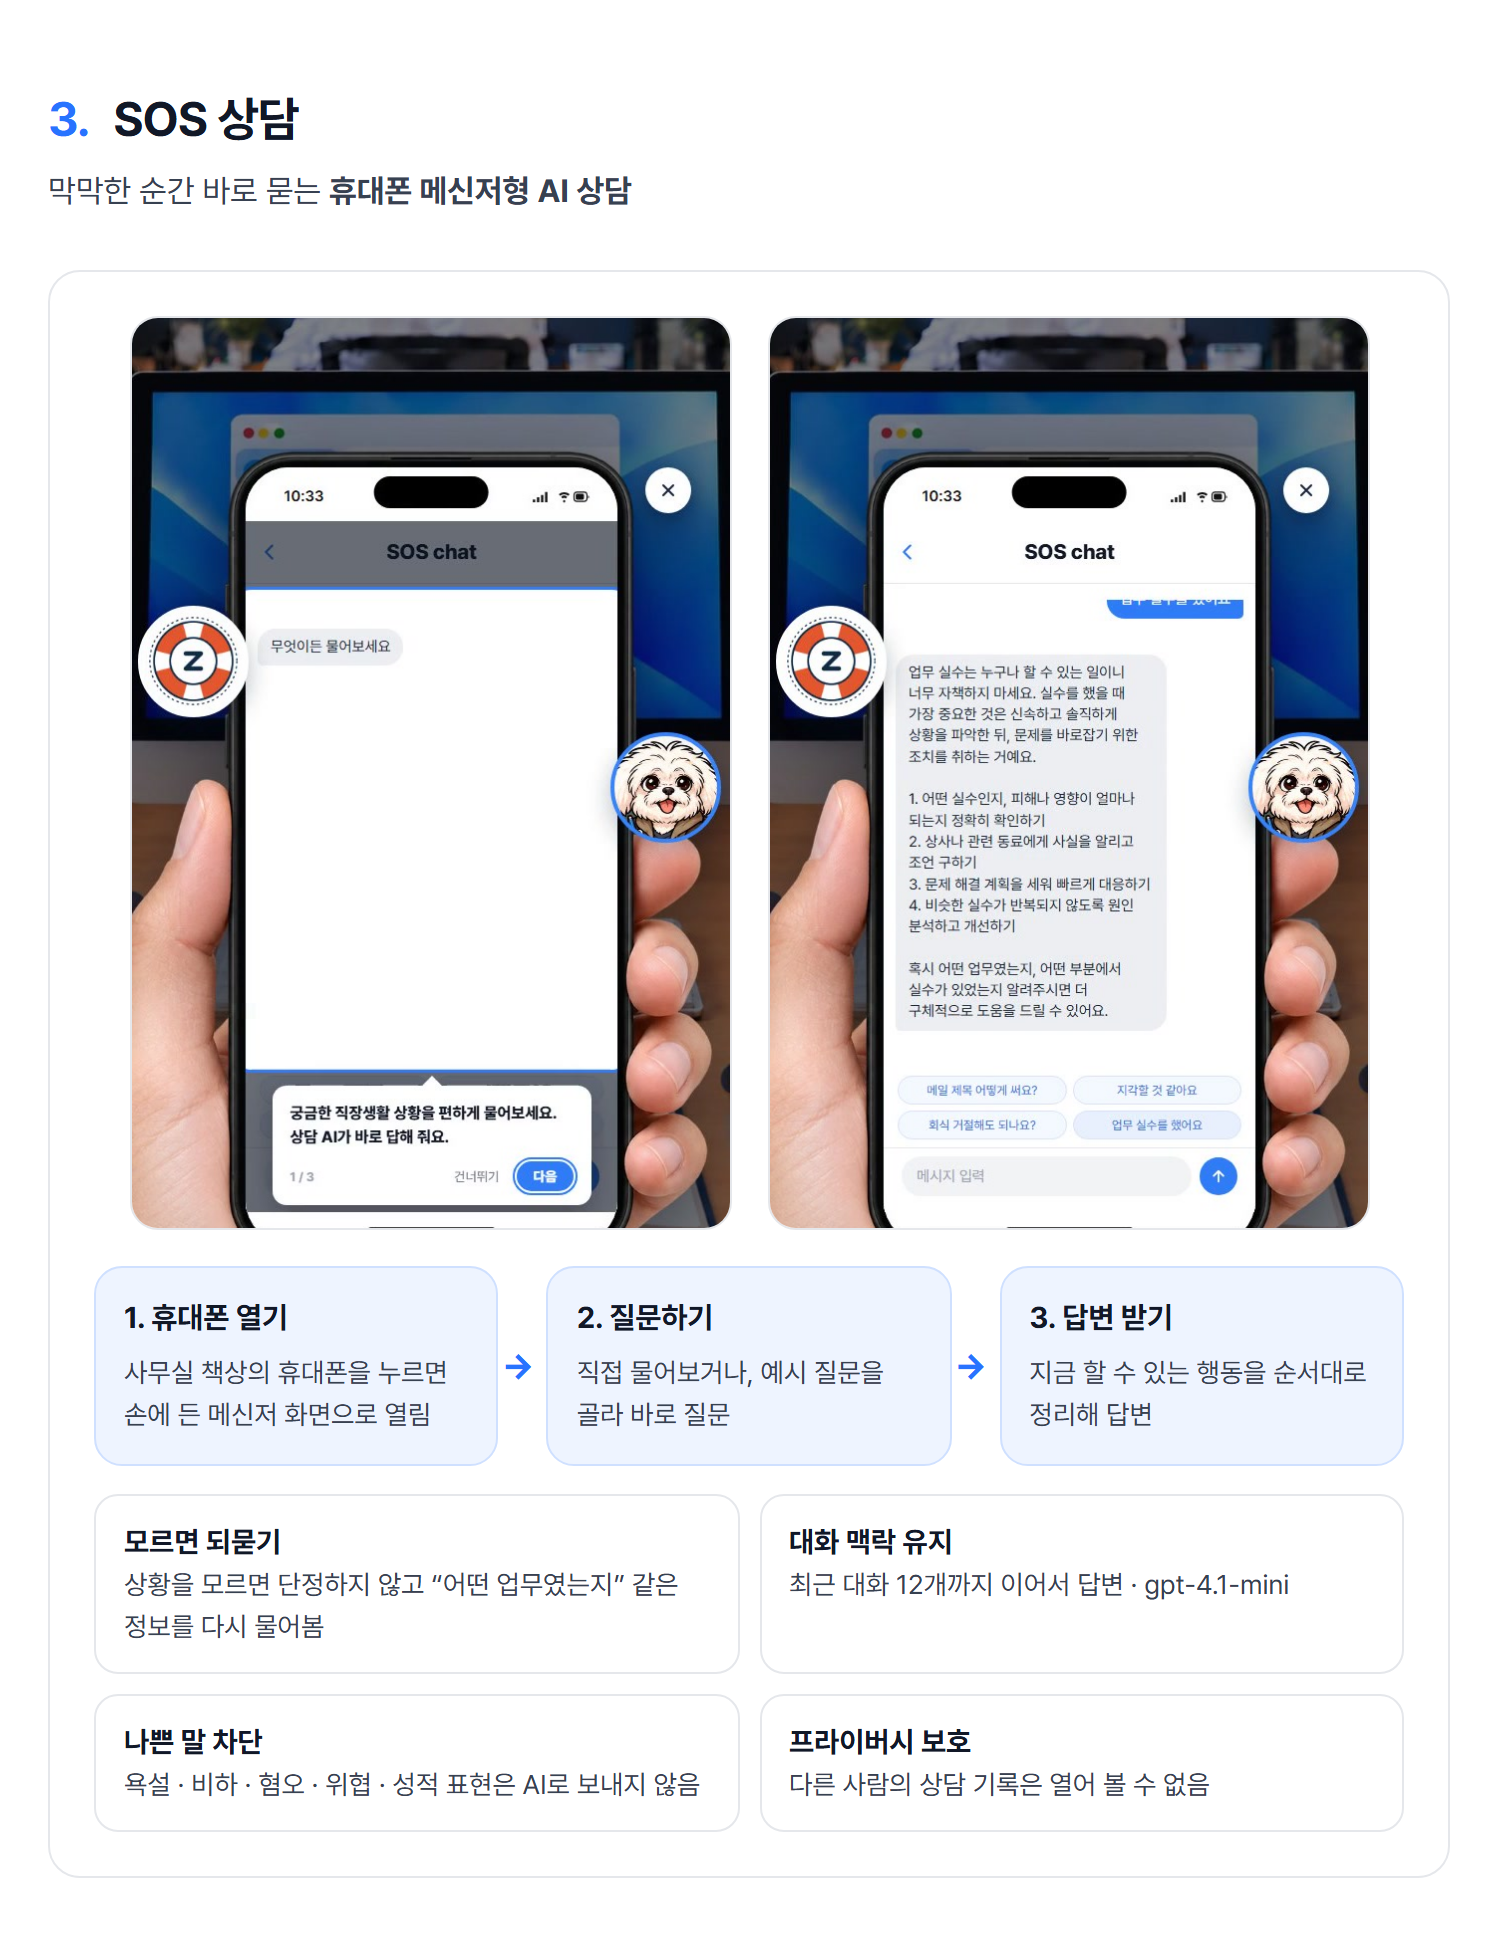 3. SOS 상담
막막한 순간 바로 묻는 휴대폰 메신저형 AI 상담
10:33
SOS chat
Z
무엇이든 물어보세요
궁금한 직장생활 상황을 편하게 물어보세요.
상담 AI가 바로 답해 줘요.
1 / 3
건너뛰기
다음
10:33
SOS chat
Z
업무 실수는 누구나 할 수 있는 일이니
너무 자책하지 마세요. 실수를 했을 때
가장 중요한 것은 신속하고 솔직하게
상황을 파악한 뒤, 문제를 바로잡기 위한
조치를 취하는 거예요.
1. 어떤 실수인지, 피해나 영향이 얼마나
되는지 정확히 확인하기
2. 상사나 관련 동료에게 사실을 알리고
조언 구하기
3. 문제 해결 계획을 세워 빠르게 대응하기
4. 비슷한 실수가 반복되지 않도록 원인
분석하고 개선하기
혹시 어떤 업무였는지, 어떤 부분에서
실수가 있었는지 알려주시면 더
구체적으로 도움을 드릴 수 있어요.
메일 제목 어떻게 써요?
지각할 것 같아요
회식 거절해도 되나요?
업무 실수를 했어요
메시지 입력
1. 휴대폰 열기
사무실 책상의 휴대폰을 누르면
손에 든 메신저 화면으로 열림
2. 질문하기
직접 물어보거나, 예시 질문을
골라 바로 질문
3. 답변 받기
지금 할 수 있는 행동을 순서대로
정리해 답변
모르면 되묻기
상황을 모르면 단정하지 않고 “어떤 업무였는지” 같은
정보를 다시 물어봄
대화 맥락 유지
최근 대화 12개까지 이어서 답변 · gpt-4.1-mini
나쁜 말 차단
욕설 · 비하 · 혐오 · 위협 · 성적 표현은 AI로 보내지 않음
프라이버시 보호
다른 사람의 상담 기록은 열어 볼 수 없음